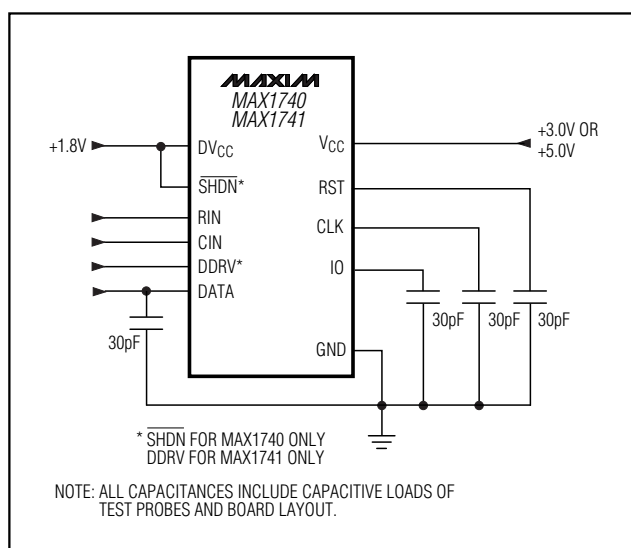 MAXIM
MAX1740
MAX1741
+1.8V
DVCC
SHDN*
RIN
CIN
DDRV*
DATA
30pF
VCC
+3.0V OR
+5.0V
RST
CLK
IO
30pF
30pF
30pF
GND
* SHDN FOR MAX1740 ONLY
DDRV FOR MAX1741 ONLY
NOTE: ALL CAPACITANCES INCLUDE CAPACITIVE LOADS OF
TEST PROBES AND BOARD LAYOUT.